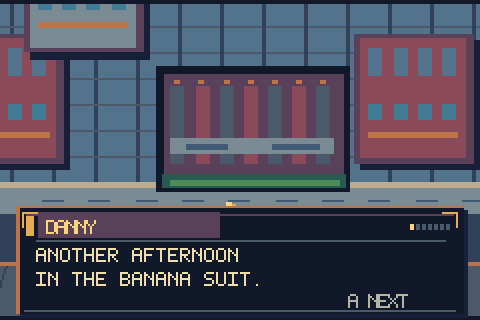 DANNY
ANOTHER AFTERNOON
IN THE BANANA SUIT.
A NEXT